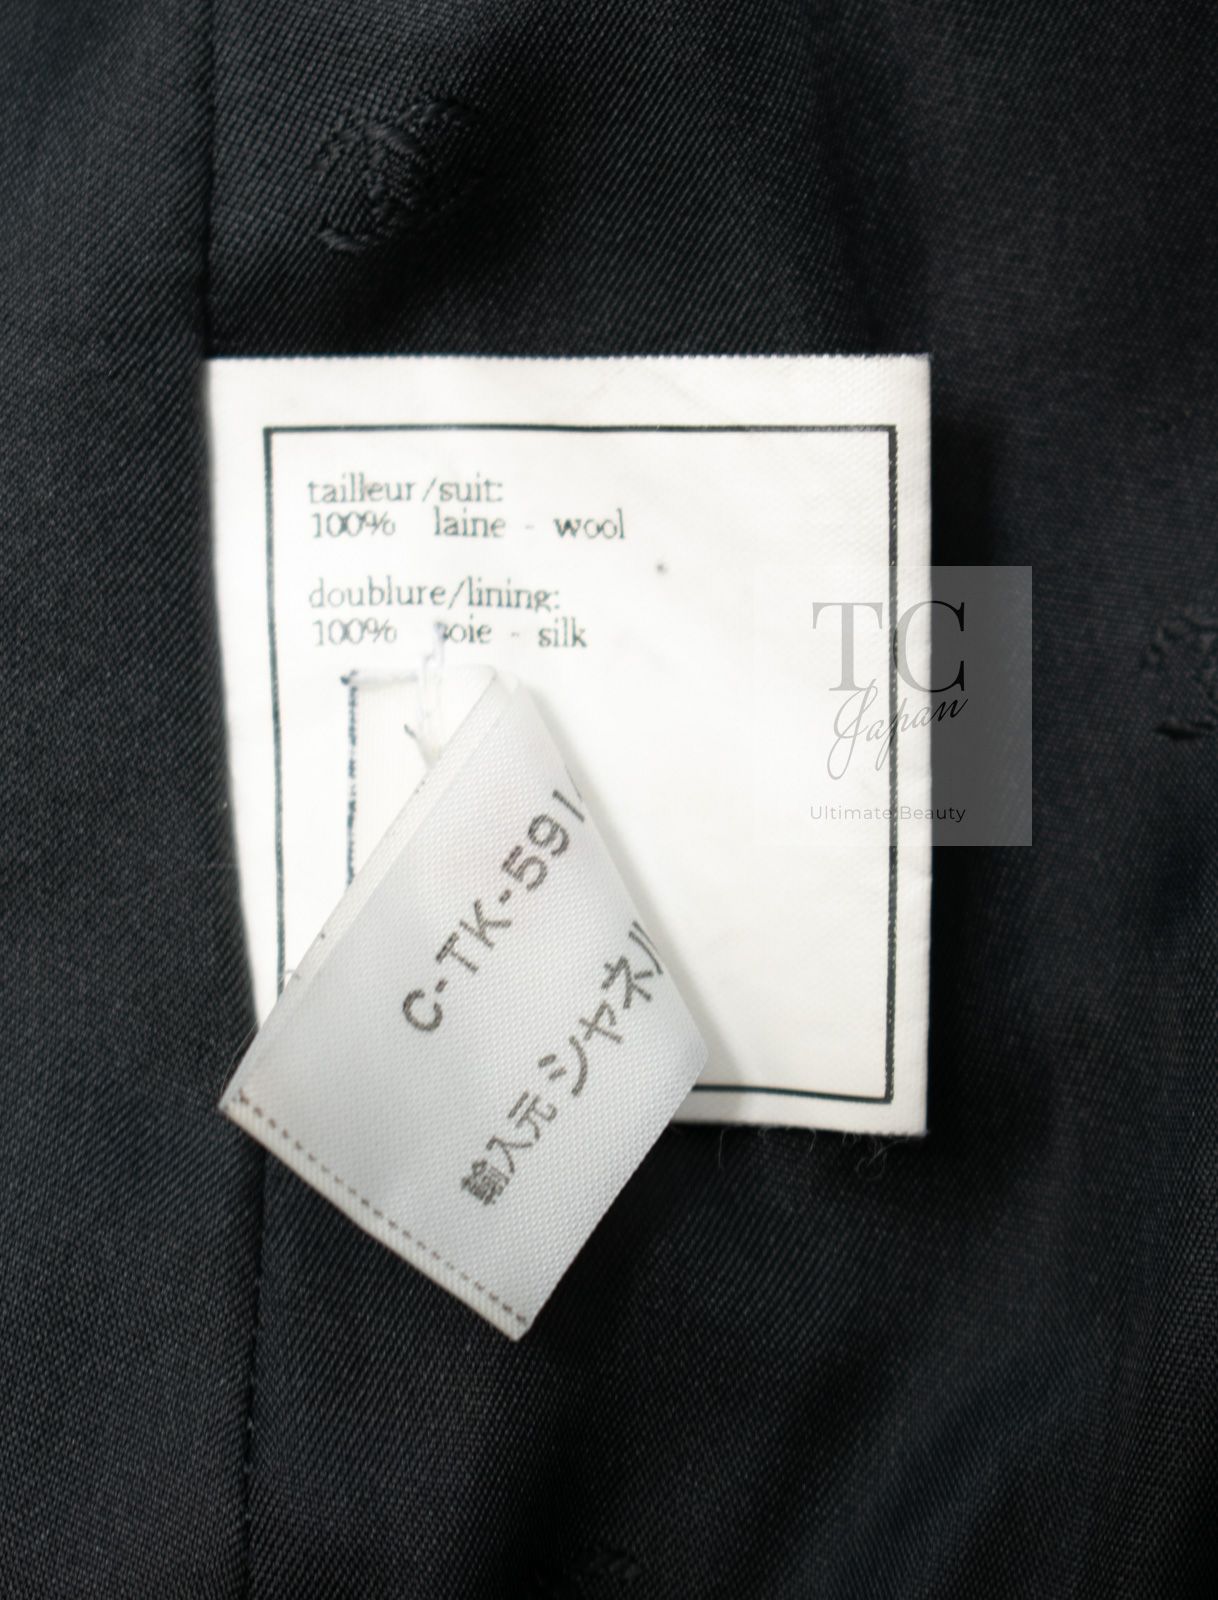 tailleur/suit:
100% laine - wool
doublure/lining:
100% soie - silk
TC
Japan
Ultimate Beauty
C-TK-591
輸入元 シャネル